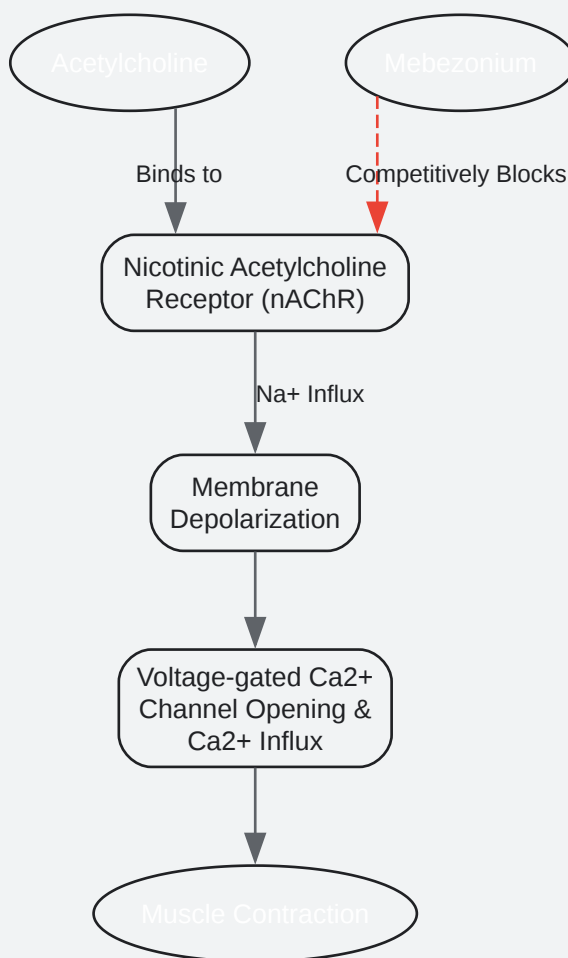 Acetylcholine
Mebezonium
Binds to
Competitively Blocks
Nicotinic Acetylcholine
Receptor (nAChR)
Na+ Influx
Membrane
Depolarization
Voltage-gated Ca2+
Channel Opening &
Ca2+ Influx
Muscle Contraction